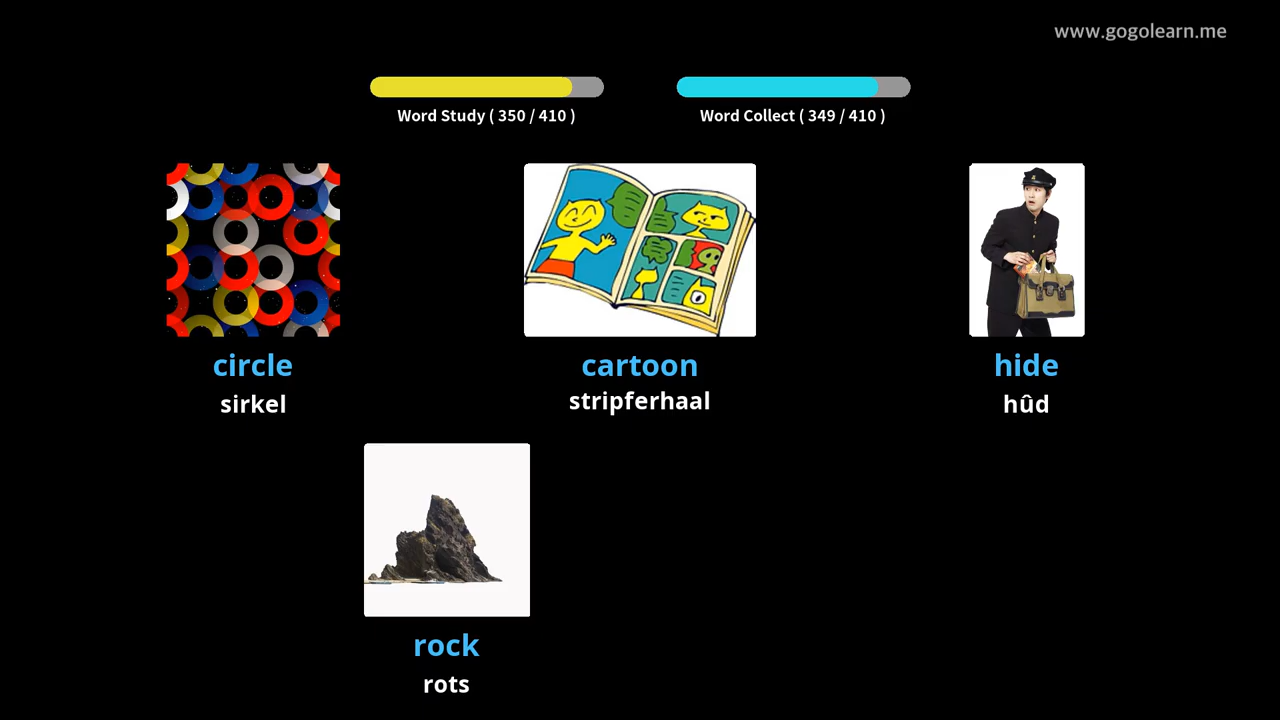 www.gogolearn.me
Word Study ( 350 / 410 )
Word Collect ( 349 / 410 )
circle
sirkel
cartoon
stripferhaal
hide
hûd
rock
rots